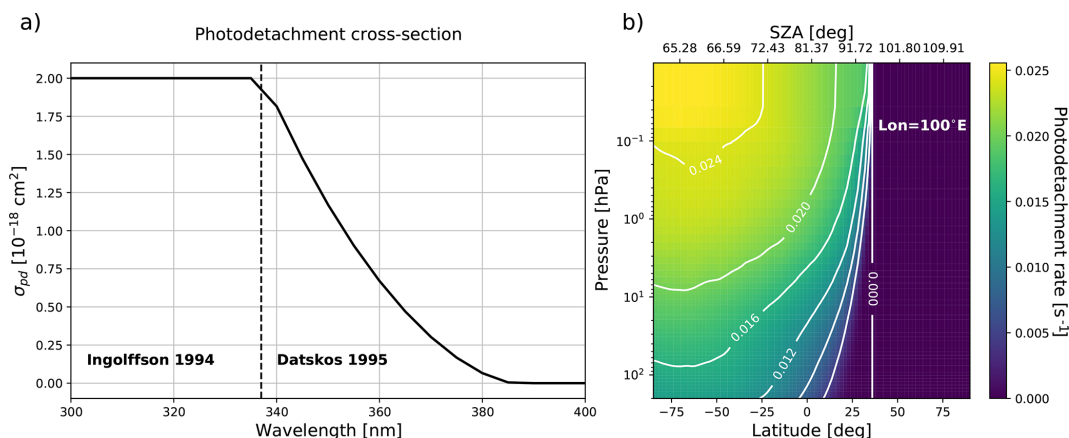 a)
Photodetachment cross-section
σpd [10⁻¹⁸ cm²]
2.00
1.75
1.50
1.25
1.00
0.75
0.50
0.25
0.00
Ingolffson 1994
Datskos 1995
300 320 340 360 380 400
Wavelength [nm]
b)
SZA [deg]
65.28 66.59 72.43 81.37 91.72 101.80 109.91
Pressure [hPa]
10⁻¹
10⁰
10¹
10²
Lon=100°E
0.024
0.020
0.016
0.012
0.000
−75 −50 −25 0 25 50 75
Latitude [deg]
0.025
0.020
0.015
0.010
0.005
0.000
Photodetachment rate [s⁻¹]